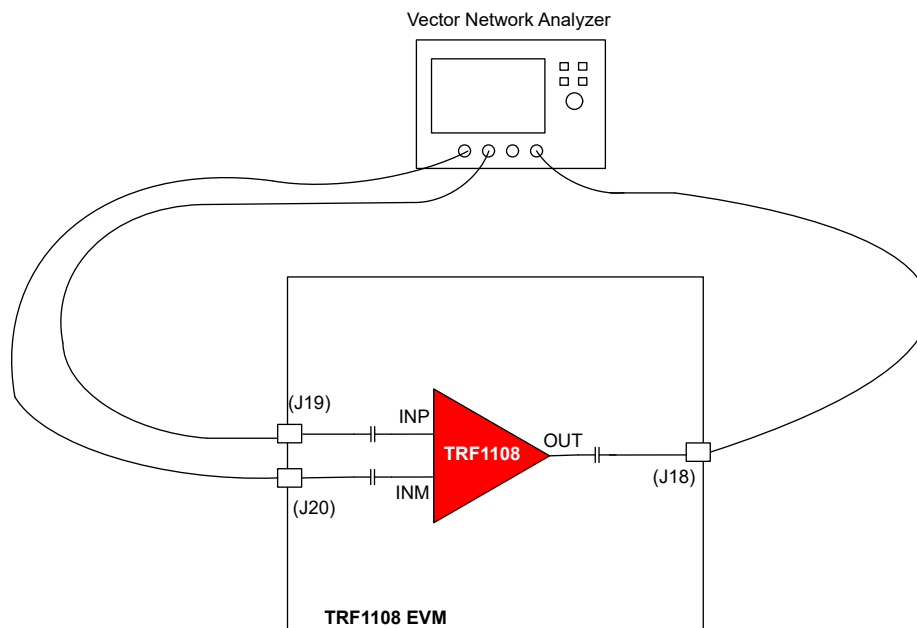 Vector Network Analyzer
(J19)
INP
TRF1108
OUT
(J18)
INM
(J20)
TRF1108 EVM